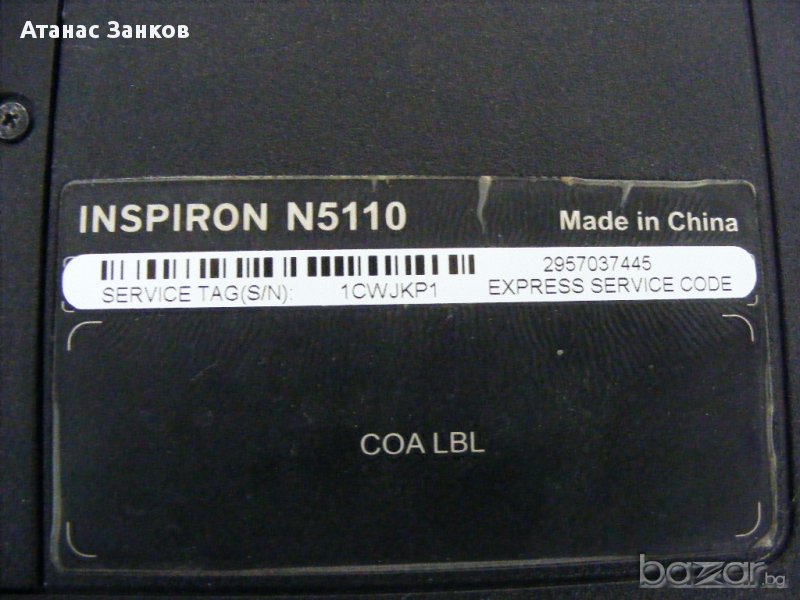 Атанас Занков
INSPIRON N5110
Made in China
2957037445
SERVICE TAG(S/N): 1CWJKP1
EXPRESS SERVICE CODE
COA LBL
bazar.bg